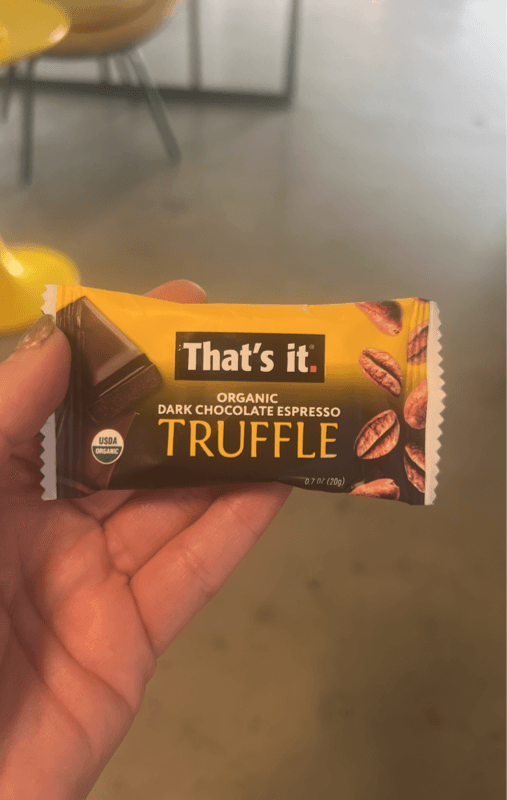 That's it.
ORGANIC
DARK CHOCOLATE ESPRESSO
TRUFFLE
USDA
ORGANIC
0.7 oz (20g)